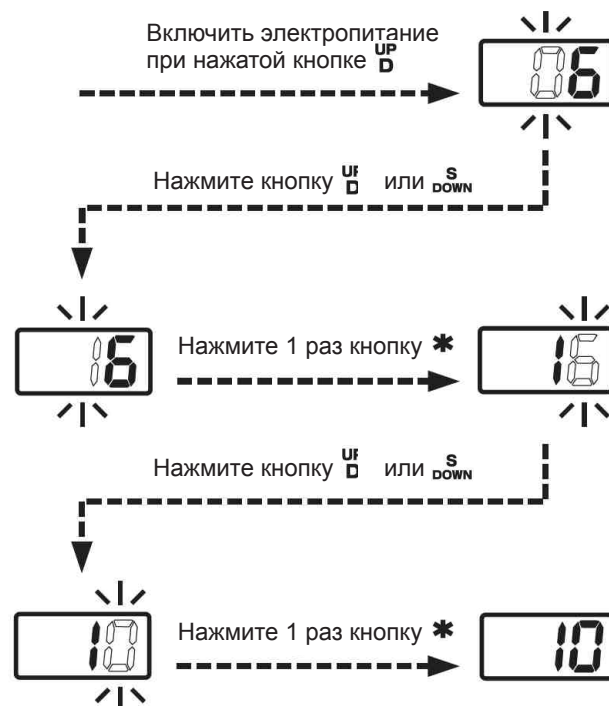 Включить электропитание
при нажатой кнопке UP D
06
Нажмите кнопку UP D или S DOWN
16
Нажмите 1 раз кнопку ✱
16
Нажмите кнопку UP D или S DOWN
10
Нажмите 1 раз кнопку ✱
10